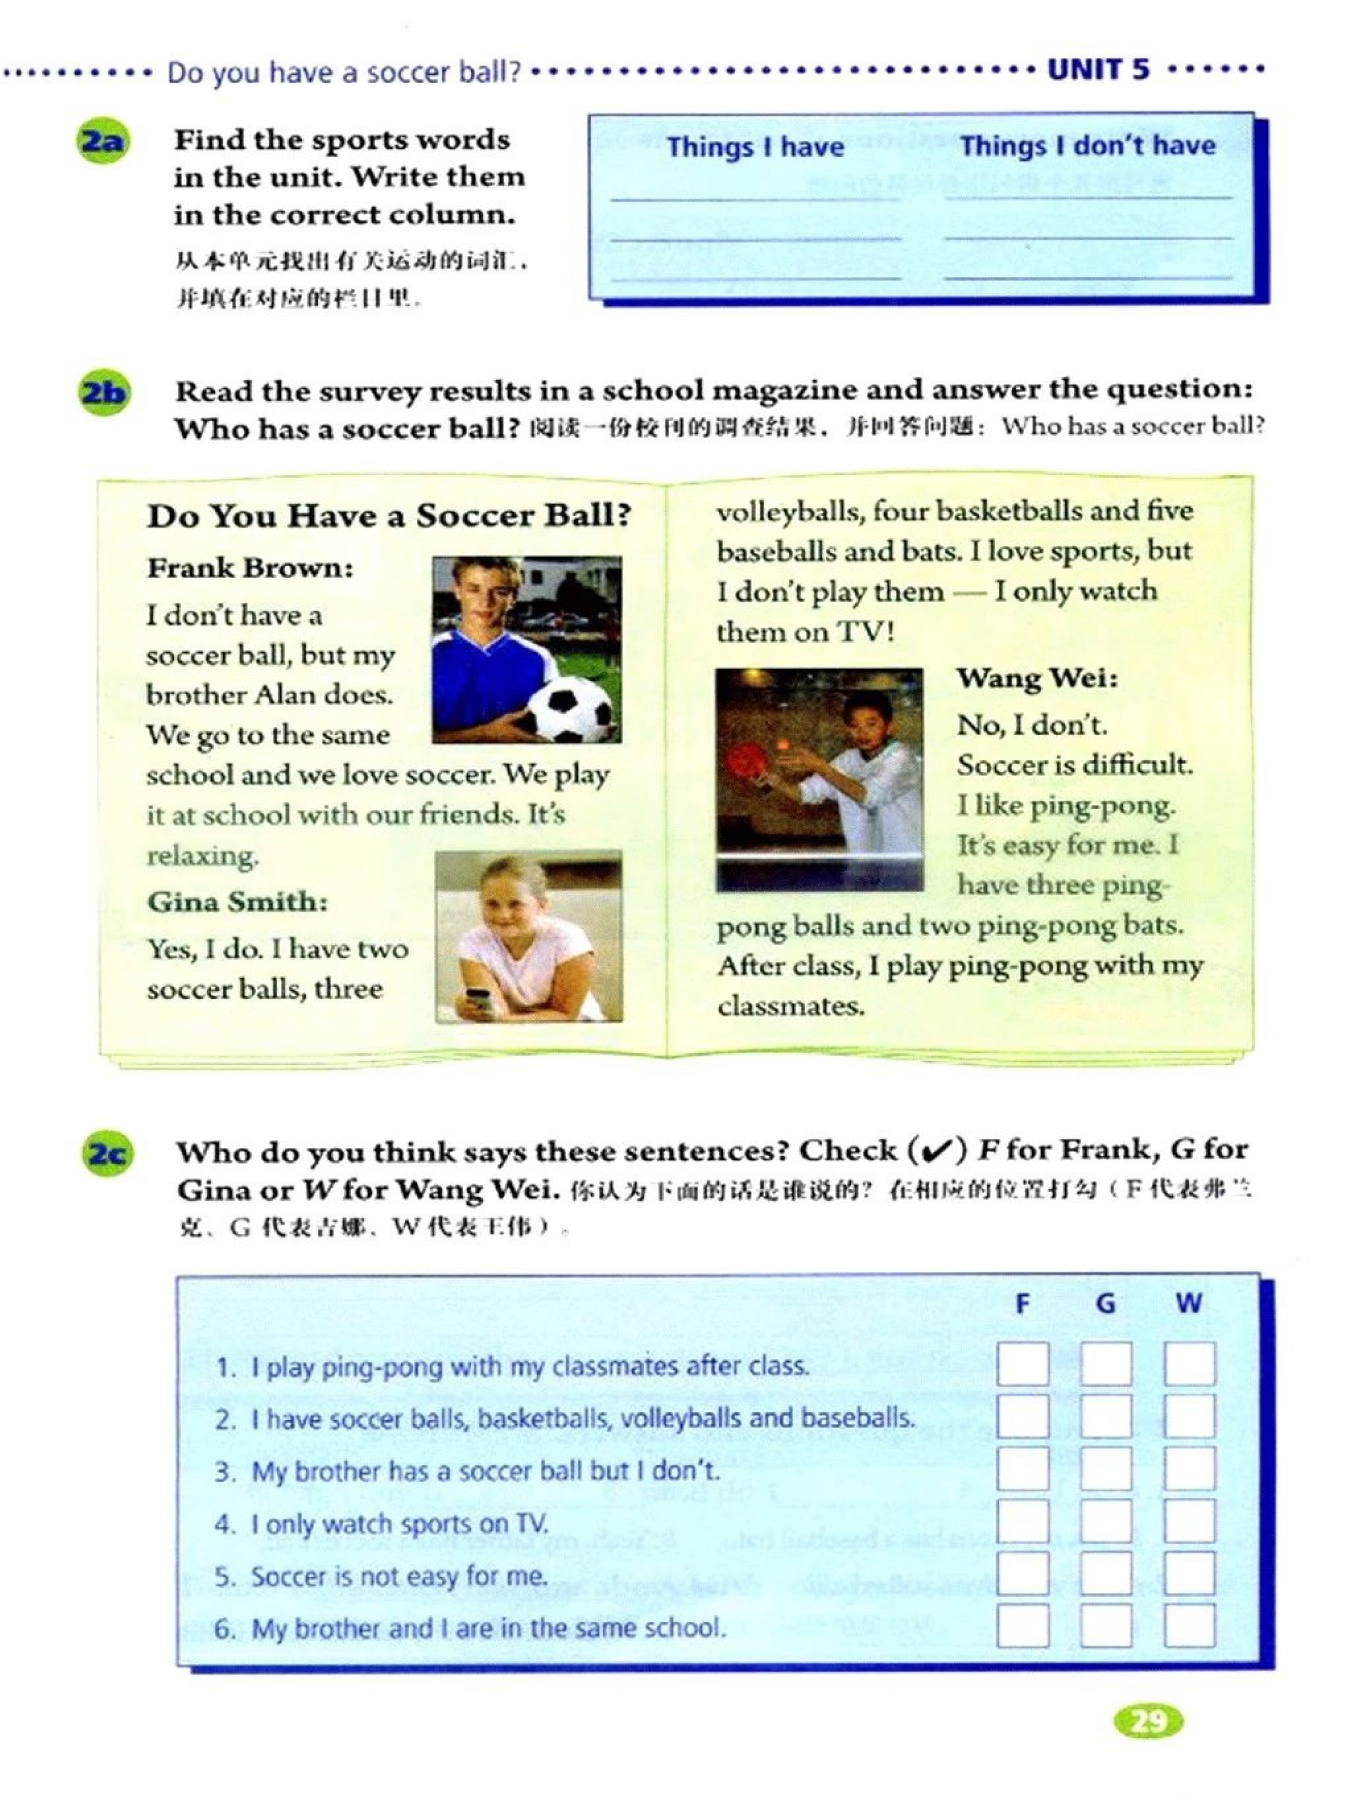 Do you have a soccer ball? UNIT 5
2a
Find the sports words
in the unit. Write them
in the correct column.
从本单元找出有关运动的词汇，
并填在对应的栏目里。
Things I have Things I don't have
2b
Read the survey results in a school magazine and answer the question:
Who has a soccer ball? 阅读一份校刊的调查结果，并回答问题：Who has a soccer ball?
Do You Have a Soccer Ball?
Frank Brown:
I don't have a
soccer ball, but my
brother Alan does.
We go to the same
school and we love soccer. We play
it at school with our friends. It's
relaxing.
Gina Smith:
Yes, I do. I have two
soccer balls, three
volleyballs, four basketballs and five
baseballs and bats. I love sports, but
I don't play them — I only watch
them on TV!
Wang Wei:
No, I don't.
Soccer is difficult.
I like ping-pong.
It's easy for me. I
have three ping-
pong balls and two ping-pong bats.
After class, I play ping-pong with my
classmates.
2c
Who do you think says these sentences? Check (✔) F for Frank, G for
Gina or W for Wang Wei. 你认为下面的话是谁说的？在相应的位置打勾（F 代表弗兰
克、G 代表吉娜、W 代表王伟）。
F G W
1. I play ping-pong with my classmates after class.
2. I have soccer balls, basketballs, volleyballs and baseballs.
3. My brother has a soccer ball but I don't.
4. I only watch sports on TV.
5. Soccer is not easy for me.
6. My brother and I are in the same school.
29